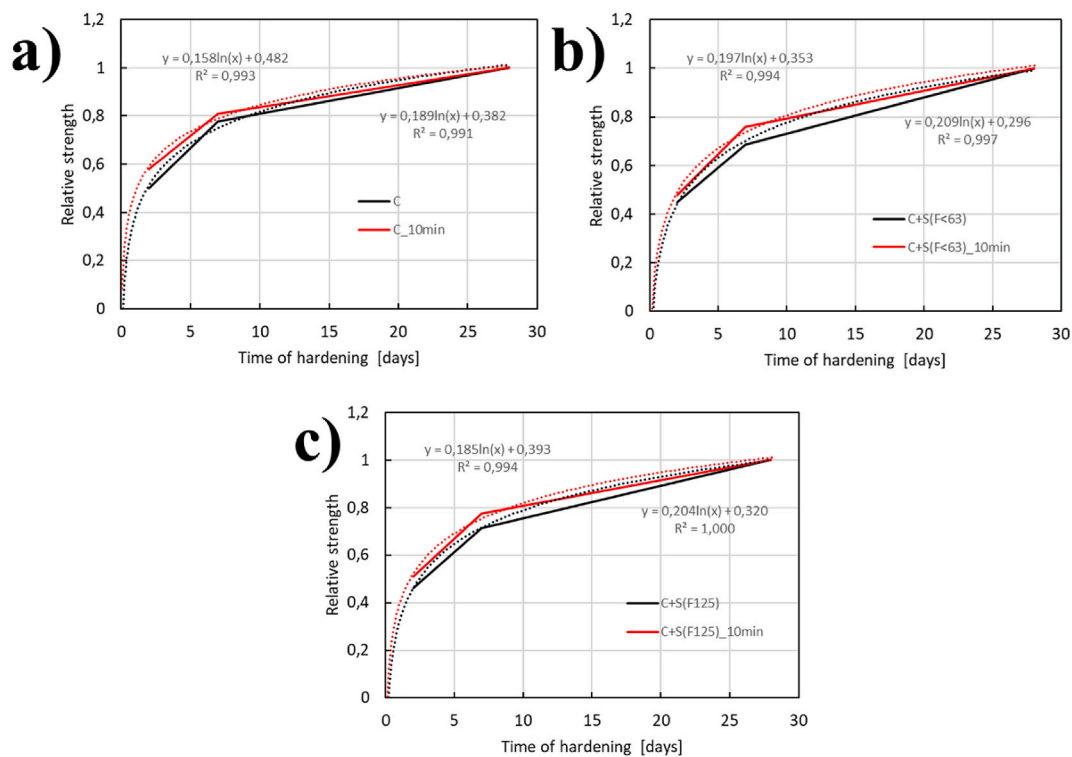 a)
1,2
1
0,8
0,6
0,4
0,2
0
Relative strength
y = 0,158ln(x) + 0,482
R² = 0,993
y = 0,189ln(x) + 0,382
R² = 0,991
C
C_10min
0 5 10 15 20 25 30
Time of hardening [days]
b)
1,2
1
0,8
0,6
0,4
0,2
0
Relative strength
y = 0,197ln(x) + 0,353
R² = 0,994
y = 0,209ln(x) + 0,296
R² = 0,997
C+S(F<63)
C+S(F<63)_10min
0 5 10 15 20 25 30
Time of hardening [days]
c)
1,2
1
0,8
0,6
0,4
0,2
0
Relative strength
y = 0,185ln(x) + 0,393
R² = 0,994
y = 0,204ln(x) + 0,320
R² = 1,000
C+S(F125)
C+S(F125)_10min
0 5 10 15 20 25 30
Time of hardening [days]